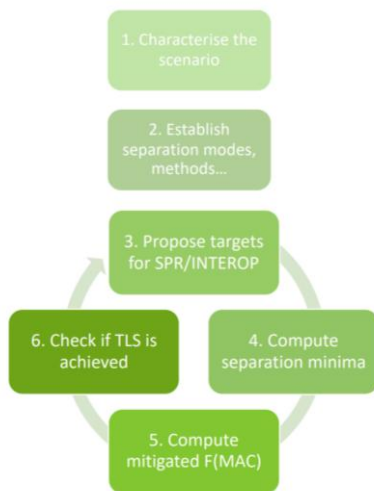 1. Characterise the
scenario
2. Establish
separation modes,
methods...
3. Propose targets
for SPR/INTEROP
4. Compute
separation minima
5. Compute
mitigated F(MAC)
6. Check if TLS is
achieved